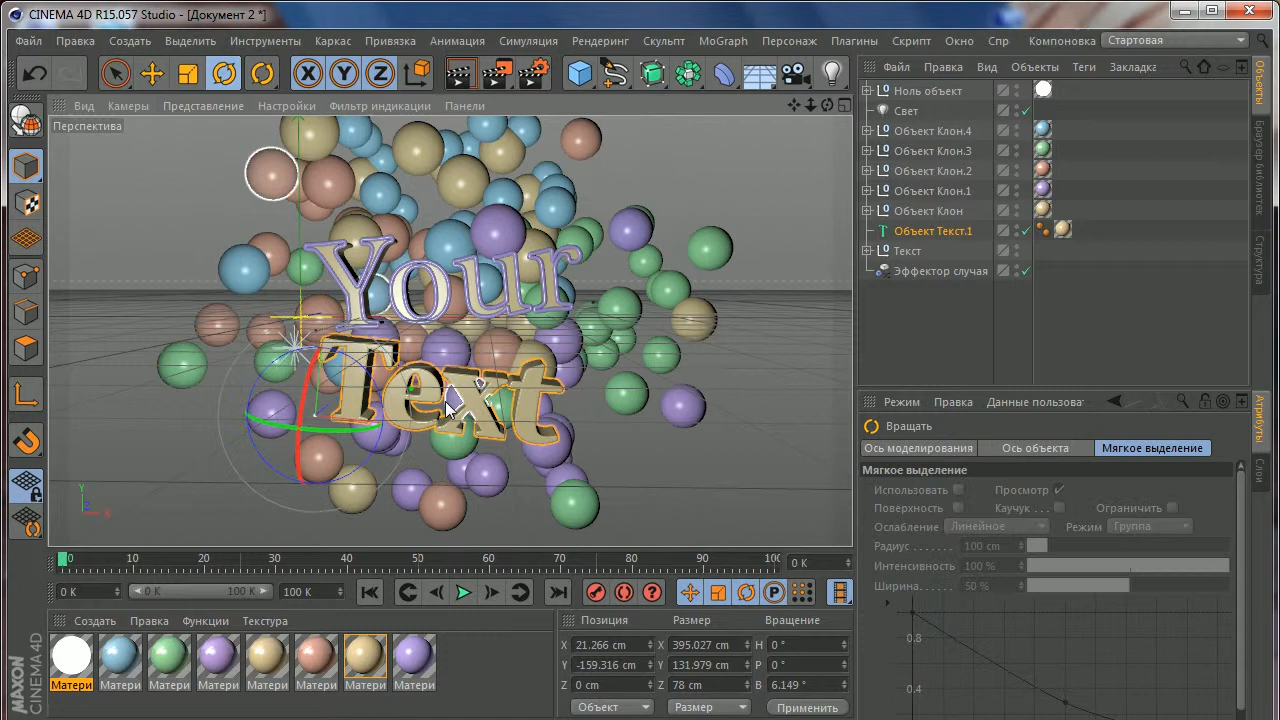 CINEMA 4D R15.057 Studio - [Документ 2 *]
Файл Правка Создать Выделить Инструменты Каркас Привязка Анимация Симуляция Рендеринг Скульпт MoGraph Персонаж Плагины Скрипт Окно Спр Компоновка Стартовая
X Y Z
Файл Правка Вид Объекты Теги Закладка
Вид Камеры Представление Настройки Фильтр индикации Панели
Перспектива
Your
Text
Y
Z
X
Ноль объект
Свет
Объект Клон.4
Объект Клон.3
Объект Клон.2
Объект Клон.1
Объект Клон
Объект Текст.1
Текст
Эффектор случая
Объекты
Браузер библиотек
Структура
Режим Правка Данные пользова
Вращать
Ось моделирования Ось объекта Мягкое выделение
Мягкое выделение
Использовать Просмотр
Поверхность Каучук . . . Ограничить
Ослабление Линейное Режим Группа
Радиус . . . . . . . 100 cm
Интенсивность 100 %
Ширина. . . . . . 50 %
0.8
0.4
Атрибуты
Слои
0 10 20 30 40 50 60 70 80 90 100 0 K
0 K 0 K 100 K 100 K
P
Создать Правка Функции Текстура
Матери Матери Матери Матери Матери Матери Матери Матери
Позиция Размер Вращение
X 21.266 cm X 395.027 cm H 0 °
Y -159.316 cm Y 131.979 cm P 0 °
Z 0 cm Z 78 cm B 6.149 °
Объект Размер Применить
MAXON
CINEMA 4D